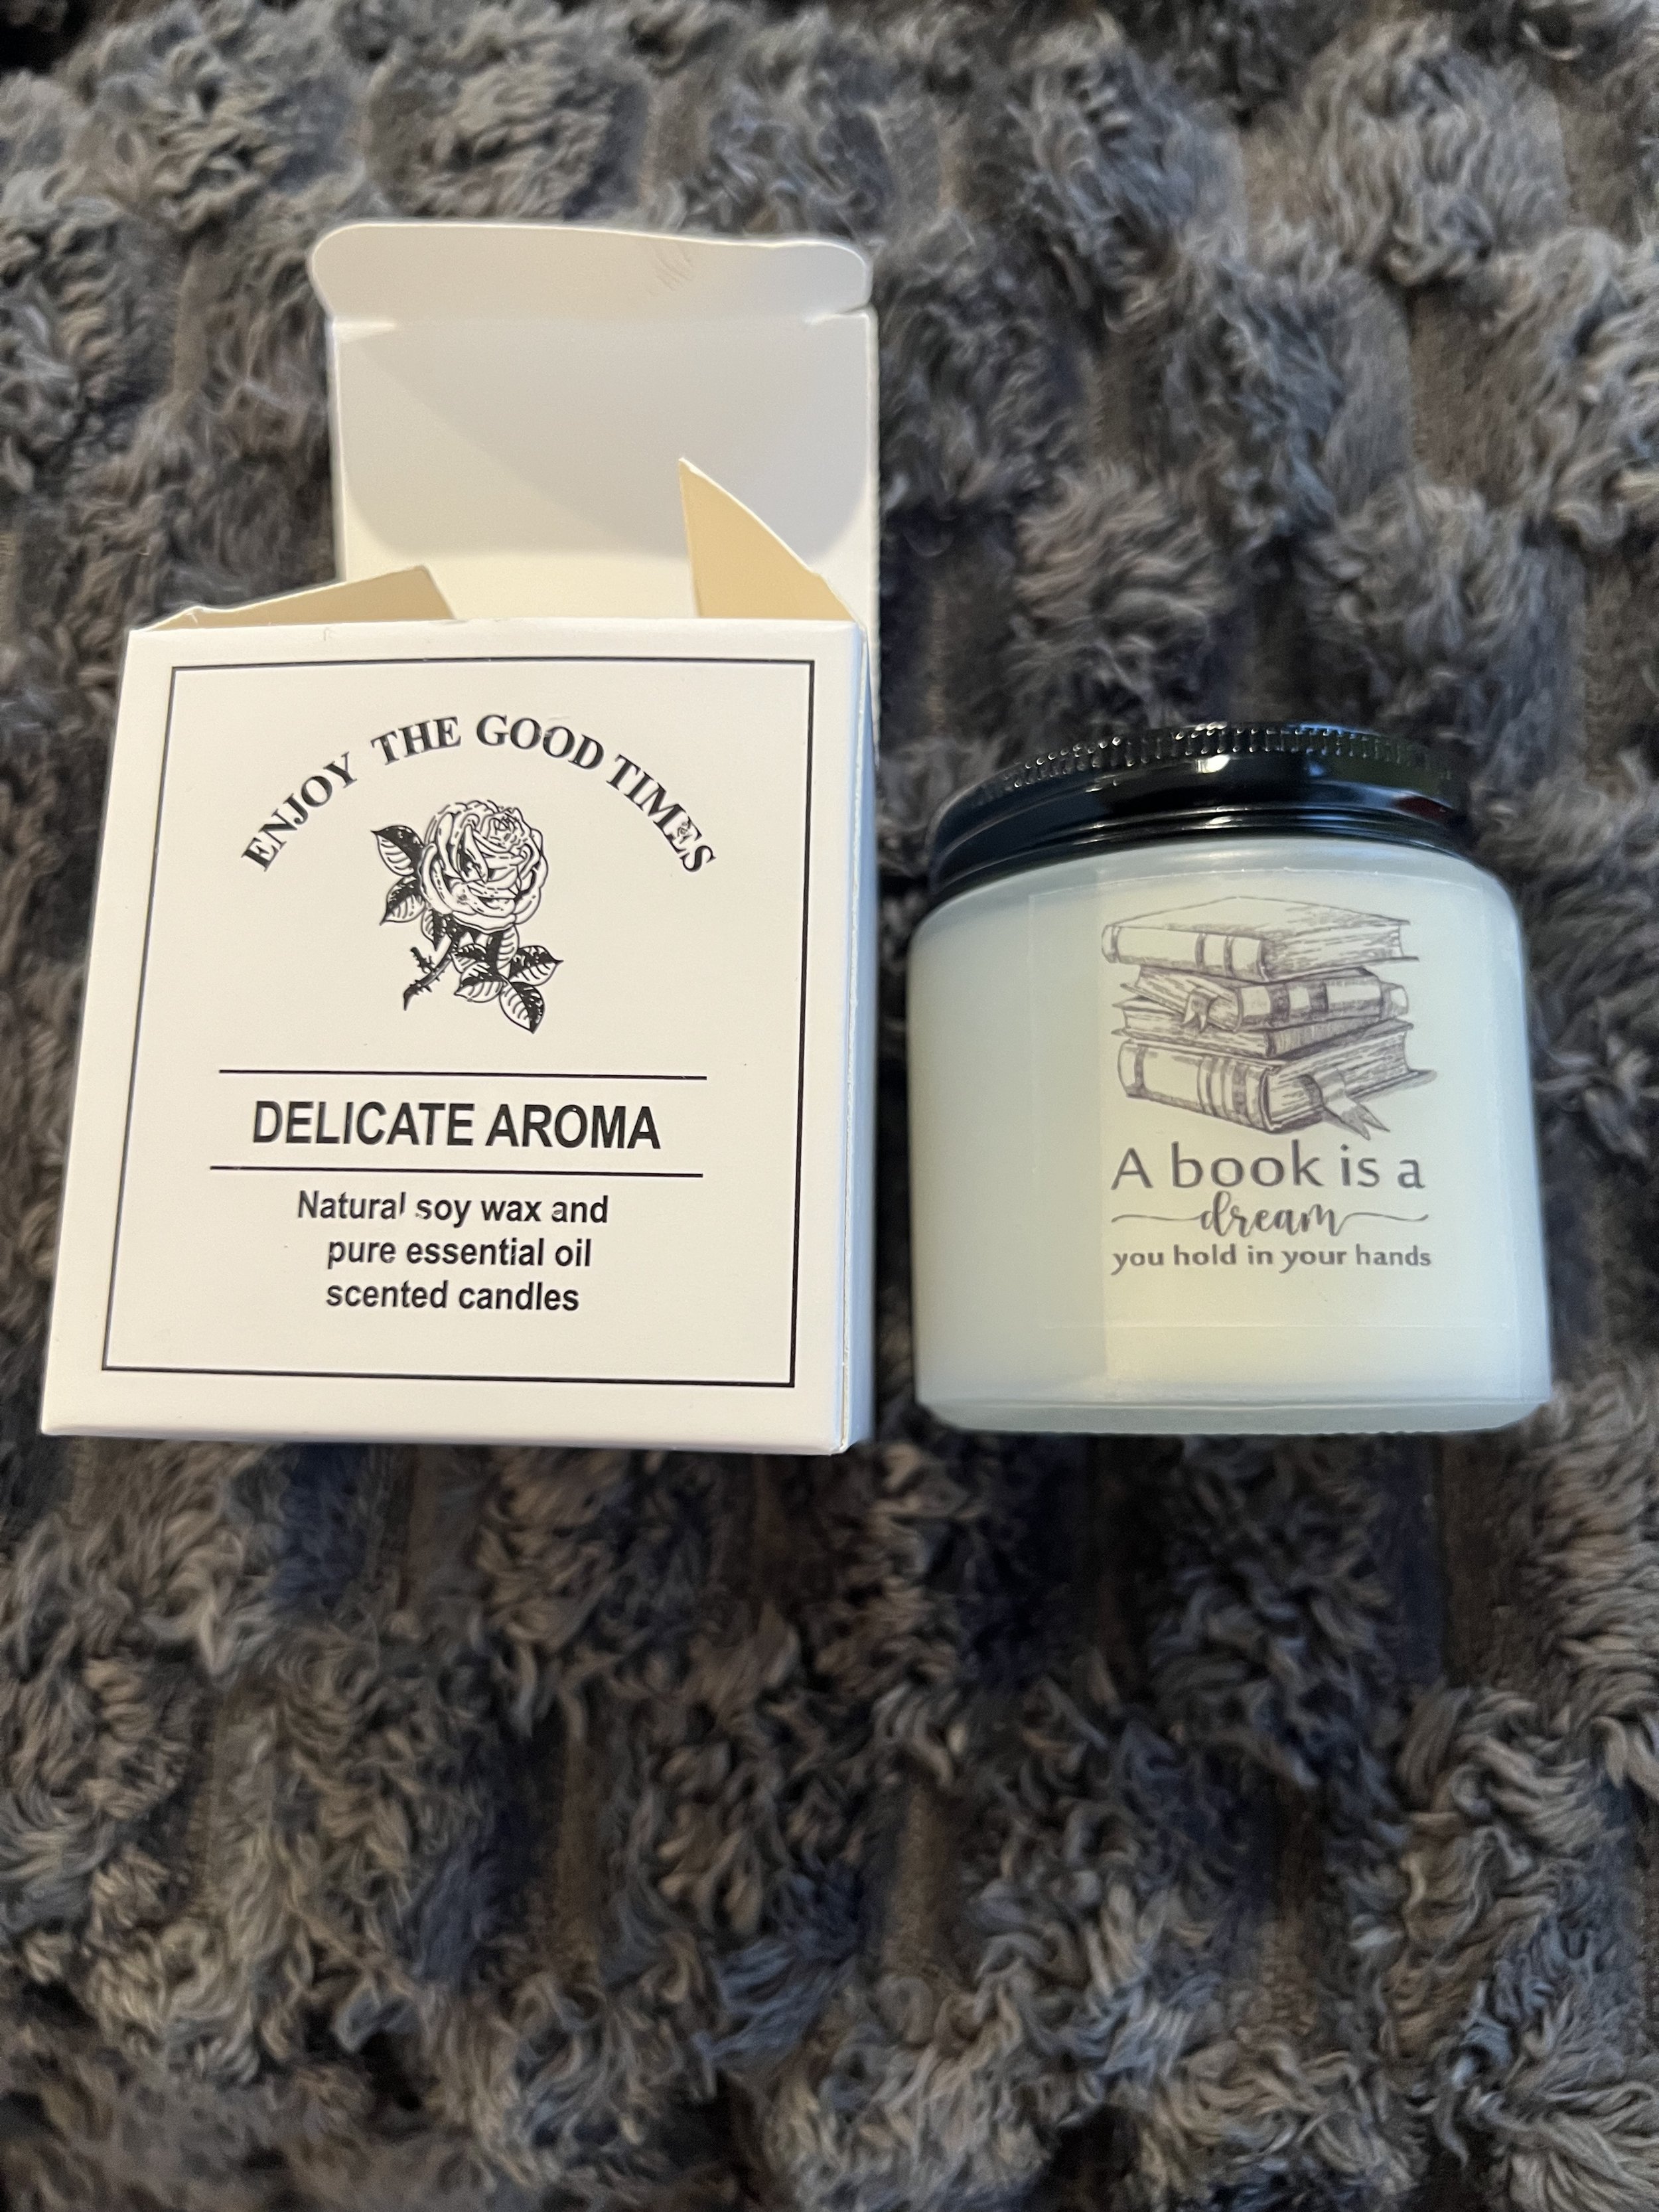 ENJOY THE GOOD TIMES
DELICATE AROMA
Natural soy wax and
pure essential oil
scented candles
A book is a
dream
you hold in your hands